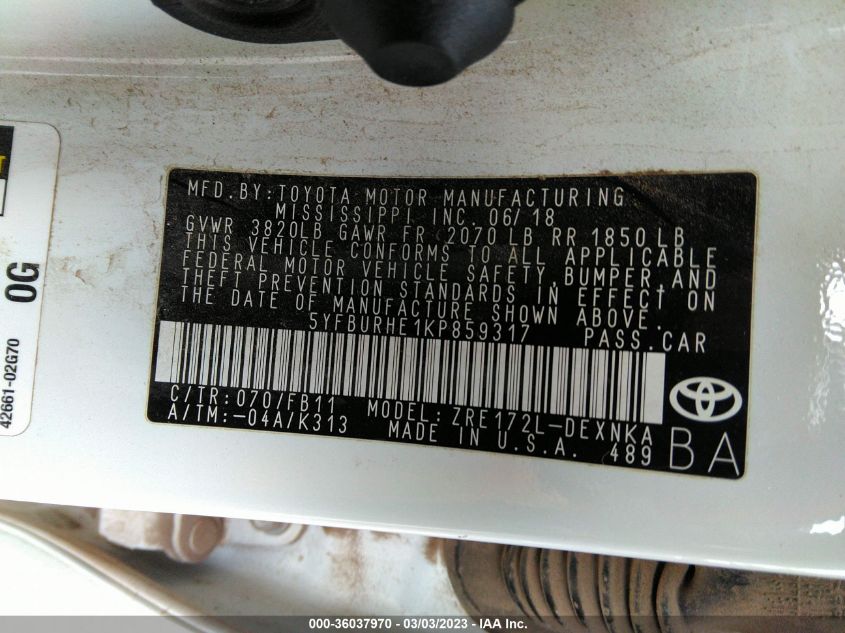 MFD.BY:TOYOTA MOTOR MANUFACTURING
MISSISSIPPI INC. 06/18
GVWR 3820LB GAWR FR 2070 LB RR 1850 LB
THIS VEHICLE CONFORMS TO ALL APPLICABLE
FEDERAL MOTOR VEHICLE SAFETY,BUMPER,AND
THEFT PREVENTION STANDARDS IN EFFECT ON
THE DATE OF MANUFACTURE SHOWN ABOVE.
5YFBURHE1KP859317 PASS.CAR
C/TR:070/FB11 MODEL:ZRE172L-DEXNKA
A/TM:-04A/K313 MADE IN U.S.A. 489
BA
0G
42661-02G70
000-36037970 - 03/03/2023 - IAA Inc.